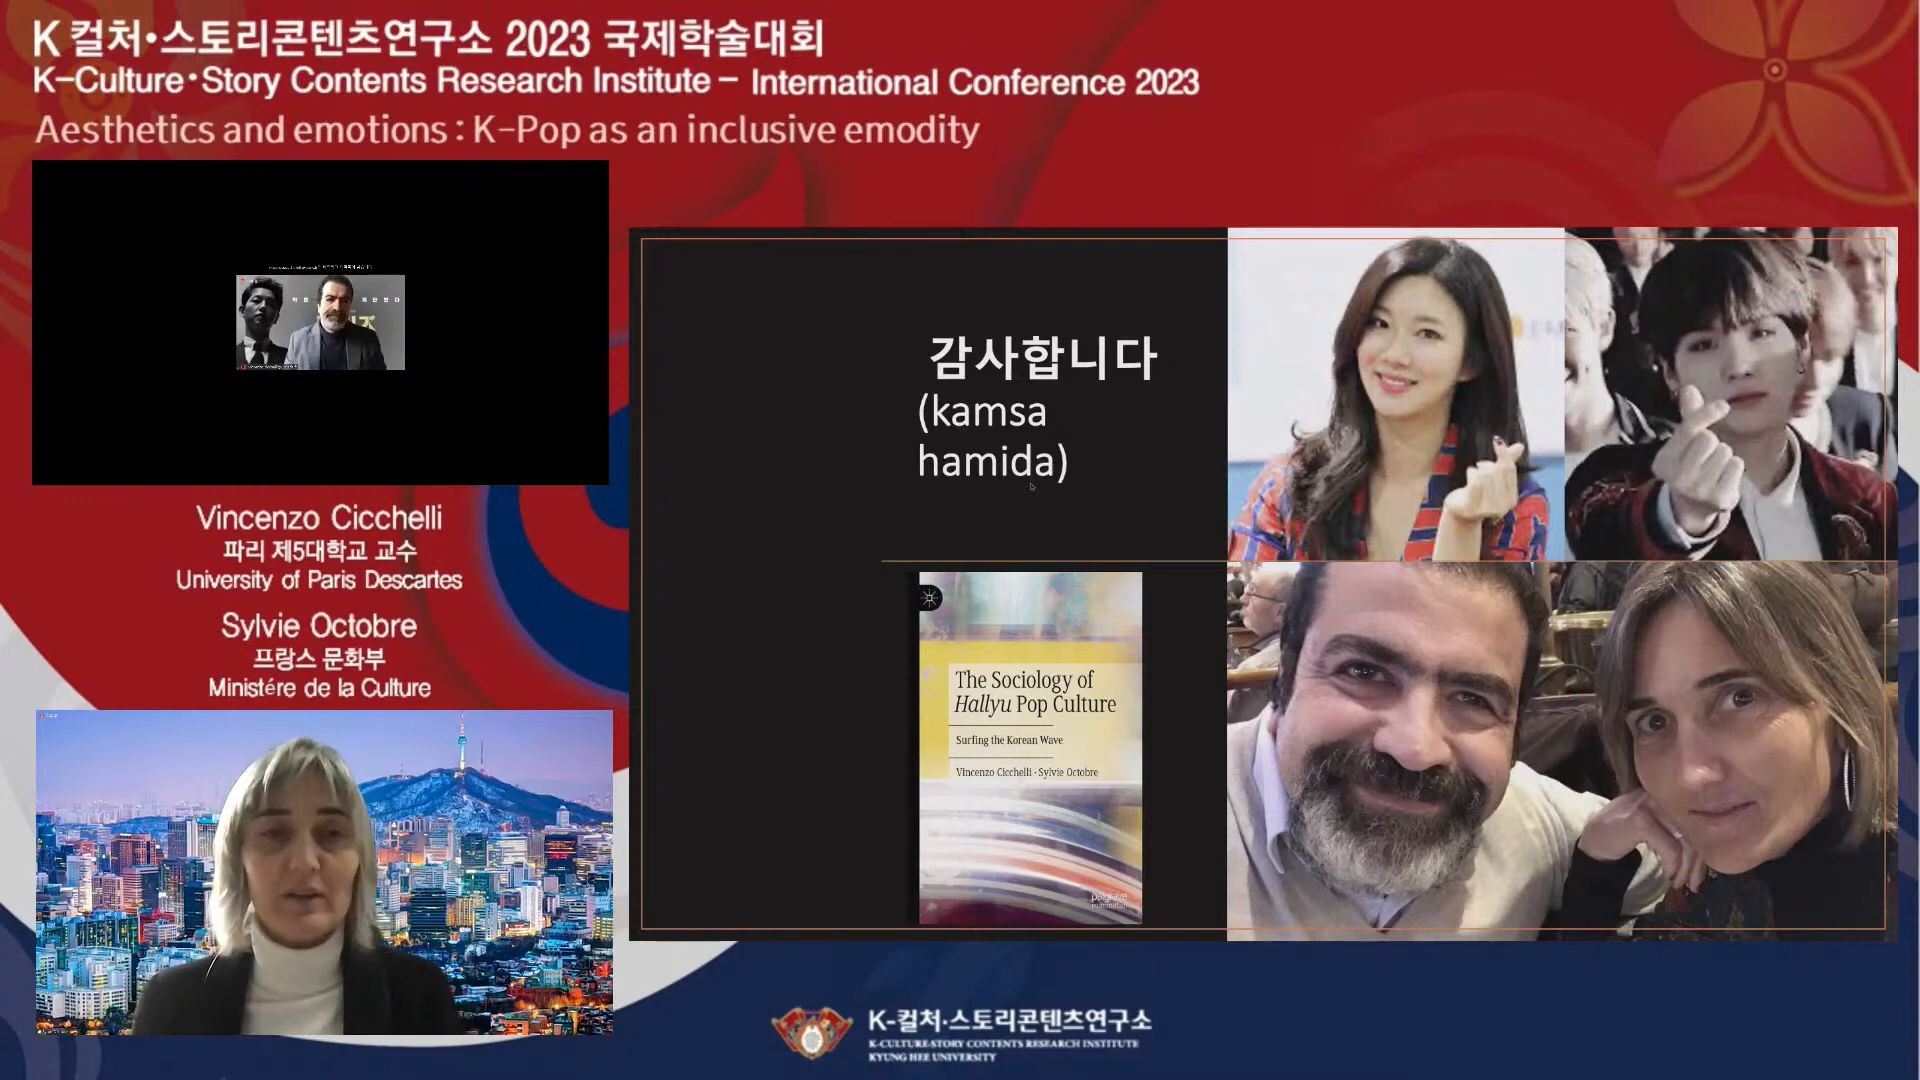 K 컬처•스토리콘텐츠연구소 2023 국제학술대회
K-Culture•Story Contents Research Institute – International Conference 2023
Aesthetics and emotions : K-Pop as an inclusive emodity
Vincenzo Cicchelli
파리 제5대학교 교수
University of Paris Descartes
Sylvie Octobre
프랑스 문화부
Ministére de la Culture
감사합니다
(kamsa
hamida)
The Sociology of
Hallyu Pop Culture
Surfing the Korean Wave
Vincenzo Cicchelli · Sylvie Octobre
palgrave
macmillan
K-컬처·스토리콘텐츠연구소
K-CULTURE·STORY CONTENTS RESEARCH INSTITUTE
KYUNG HEE UNIVERSITY